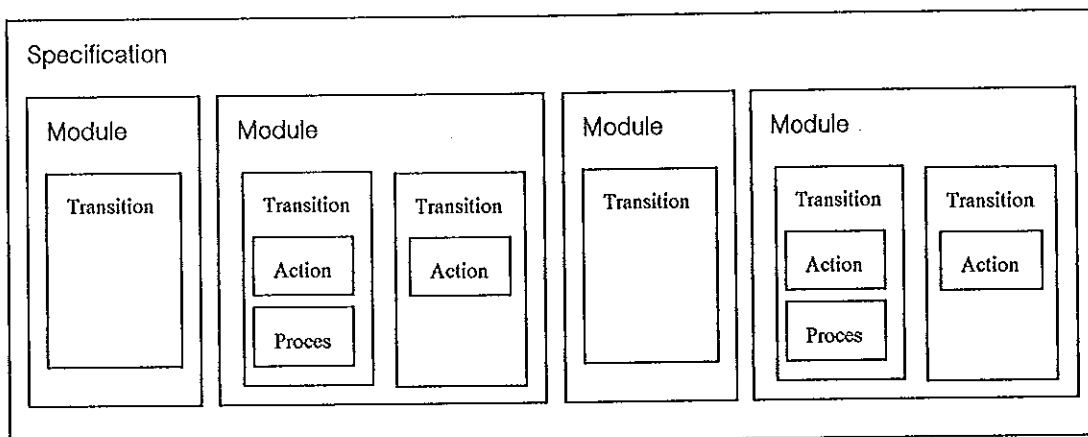 Specification
Module
Transition
Module
Transition
Action
Proces
Transition
Action
Module
Transition
Module
Transition
Action
Proces
Transition
Action